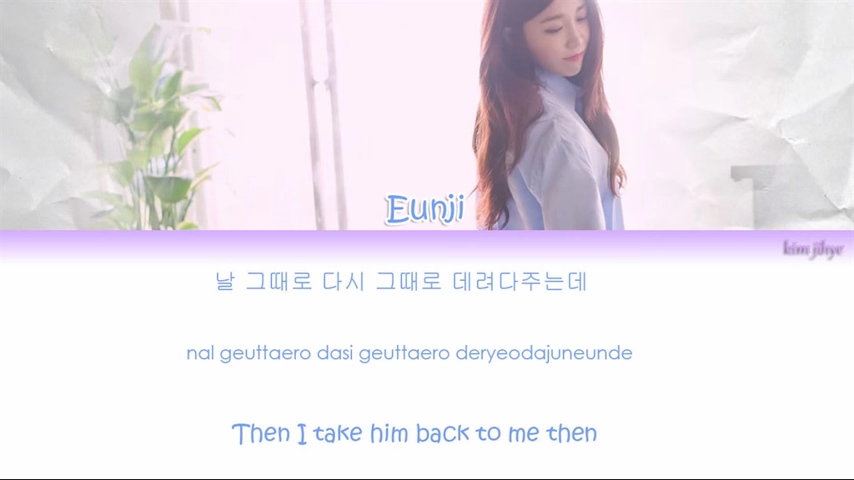 Eunji
kim jihye
날 그때로 다시 그때로 데려다주는데
nal geuttaero dasi geuttaero deryeodajuneunde
Then I take him back to me then